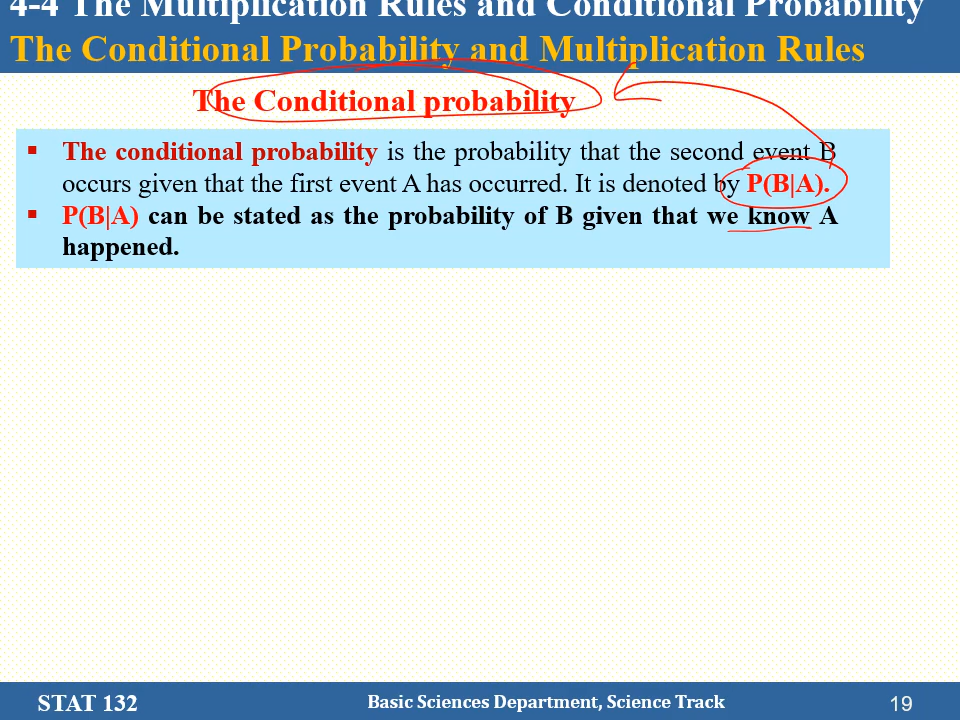 4-4 The Multiplication Rules and Conditional Probability
The Conditional Probability and Multiplication Rules
The Conditional probability
▪ The conditional probability is the probability that the second event B
occurs given that the first event A has occurred. It is denoted by P(B|A).
▪ P(B|A) can be stated as the probability of B given that we know A
happened.
STAT 132
Basic Sciences Department, Science Track
19